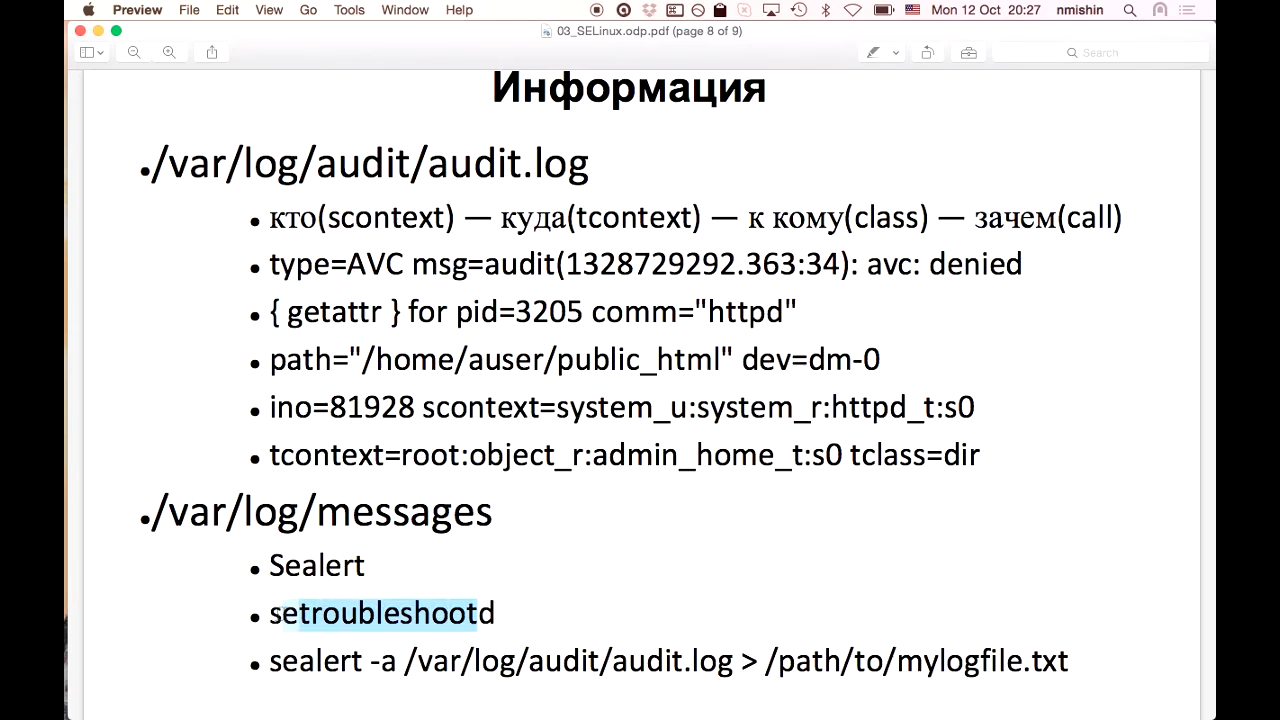 Preview File Edit View Go Tools Window Help Mon 12 Oct 20:27 nmishin
03_SELinux.odp.pdf (page 8 of 9)
Search
Информация
/var/log/audit/audit.log
кто(scontext) — куда(tcontext) — к кому(class) — зачем(call)
type=AVC msg=audit(1328729292.363:34): avc: denied
{ getattr } for pid=3205 comm="httpd"
path="/home/auser/public_html" dev=dm-0
ino=81928 scontext=system_u:system_r:httpd_t:s0
tcontext=root:object_r:admin_home_t:s0 tclass=dir
/var/log/messages
Sealert
setroubleshootd
sealert -a /var/log/audit/audit.log > /path/to/mylogfile.txt